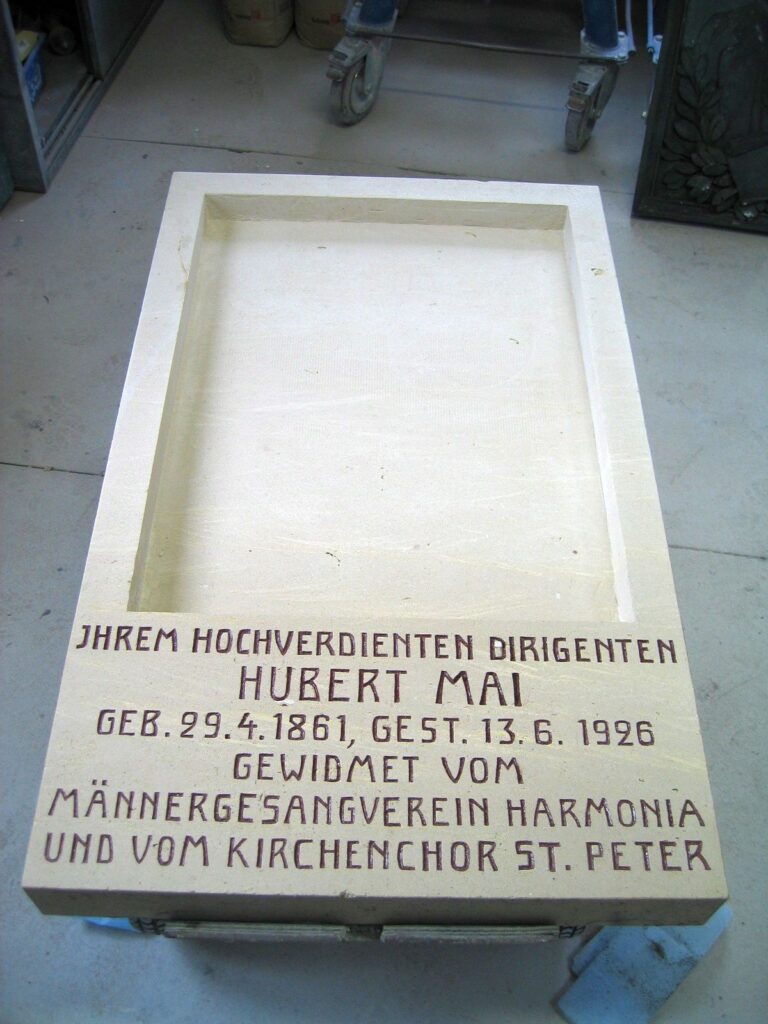 JHREM HOCHVERDIENTEN DIRIGENTEN
HUBERT MAI
GEB. 29.4.1861, GEST. 13.6.1926
GEWIDMET VOM
MÄNNERGESANGVEREIN HARMONIA
UND VOM KIRCHENCHOR ST. PETER